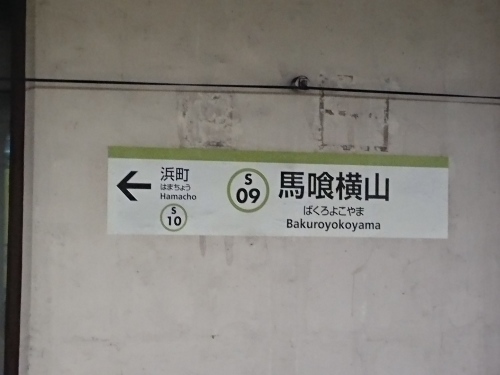 浜町
はまちょう
Hamacho
S
10
S
09
馬喰横山
ばくろよこやま
Bakuroyokoyama